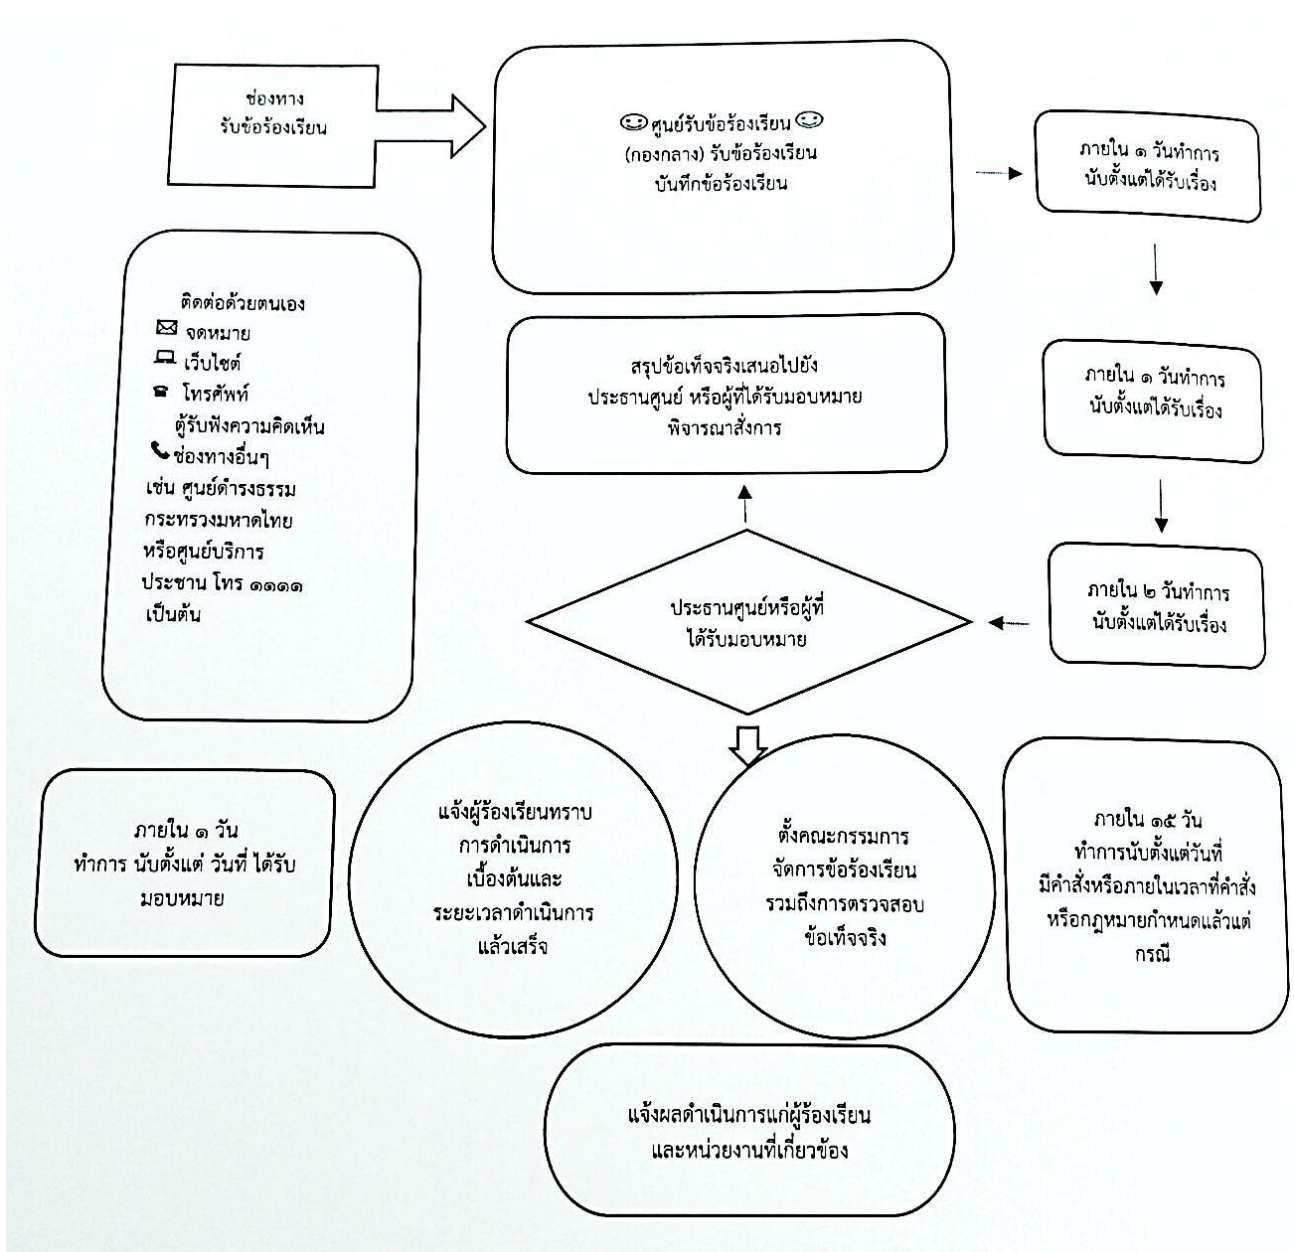 ช่องทาง
รับข้อร้องเรียน
ศูนย์รับข้อร้องเรียน
(กองกลาง) รับข้อร้องเรียน
บันทึกข้อร้องเรียน
ภายใน ๑ วันทำการ
นับตั้งแต่ได้รับเรื่อง
ติดต่อด้วยตนเอง
จดหมาย
เว็บไซต์
โทรศัพท์
ตู้รับฟังความคิดเห็น
ช่องทางอื่นๆ
เช่น ศูนย์ดำรงธรรม
กระทรวงมหาดไทย
หรือศูนย์บริการ
ประชาน โทร ๑๑๑๑
เป็นต้น
สรุปข้อเท็จจริงเสนอไปยัง
ประธานศูนย์ หรือผู้ที่ได้รับมอบหมาย
พิจารณาสั่งการ
ภายใน ๑ วันทำการ
นับตั้งแต่ได้รับเรื่อง
ประธานศูนย์หรือผู้ที่
ได้รับมอบหมาย
ภายใน ๒ วันทำการ
นับตั้งแต่ได้รับเรื่อง
ภายใน ๑ วัน
ทำการ นับตั้งแต่ วันที่ ได้รับ
มอบหมาย
แจ้งผู้ร้องเรียนทราบ
การดำเนินการ
เบื้องต้นและ
ระยะเวลาดำเนินการ
แล้วเสร็จ
ตั้งคณะกรรมการ
จัดการข้อร้องเรียน
รวมถึงการตรวจสอบ
ข้อเท็จจริง
ภายใน ๑๕ วัน
ทำการนับตั้งแต่วันที่
มีคำสั่งหรือภายในเวลาที่คำสั่ง
หรือกฎหมายกำหนดแล้วแต่
กรณี
แจ้งผลดำเนินการแก่ผู้ร้องเรียน
และหน่วยงานที่เกี่ยวข้อง